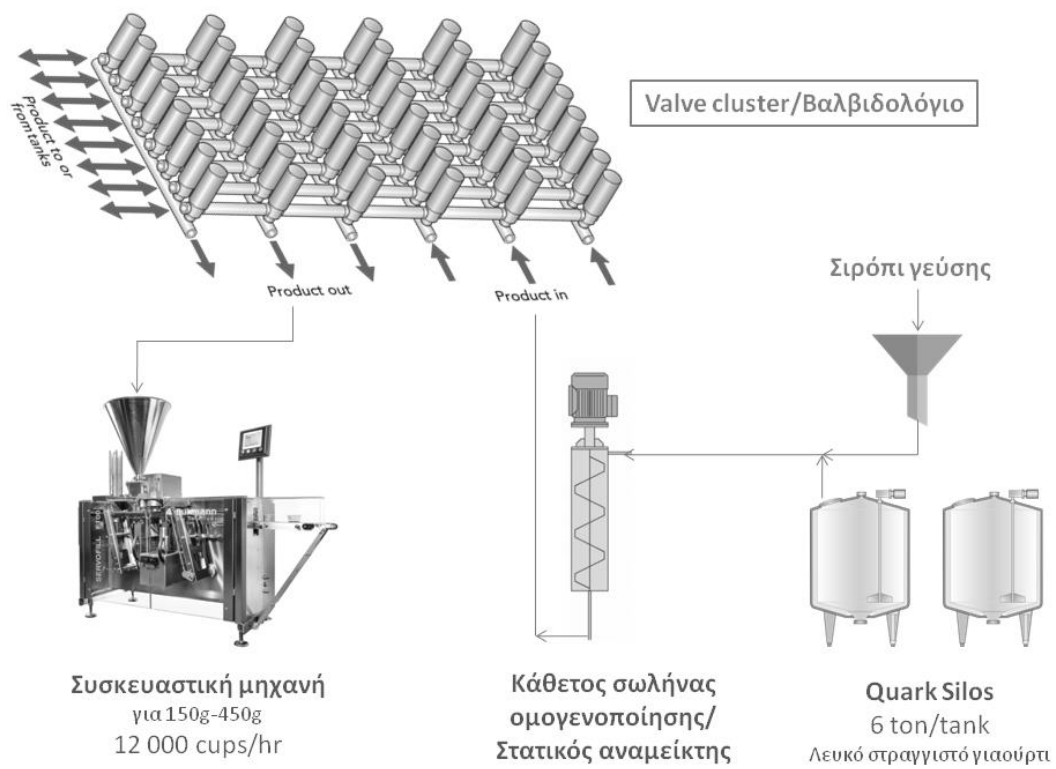 Valve cluster/Βαλβιδολόγιο
Product to or
from tanks
Product out
Product in
Σιρόπι γεύσης
SERVOFILL
Συσκευαστική μηχανή
για 150g-450g
12 000 cups/hr
Κάθετος σωλήνας
ομογενοποίησης/
Στατικός αναμείκτης
Quark Silos
6 ton/tank
Λευκό στραγγιστό γιαούρτι